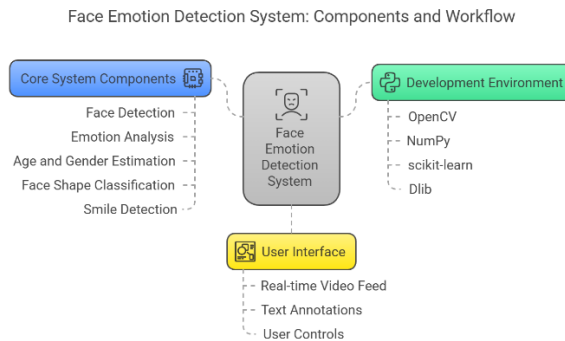 Face Emotion Detection System: Components and Workflow
Core System Components
Face Detection
Emotion Analysis
Age and Gender Estimation
Face Shape Classification
Smile Detection
Face
Emotion
Detection
System
Development Environment
OpenCV
NumPy
scikit-learn
Dlib
User Interface
Real-time Video Feed
Text Annotations
User Controls